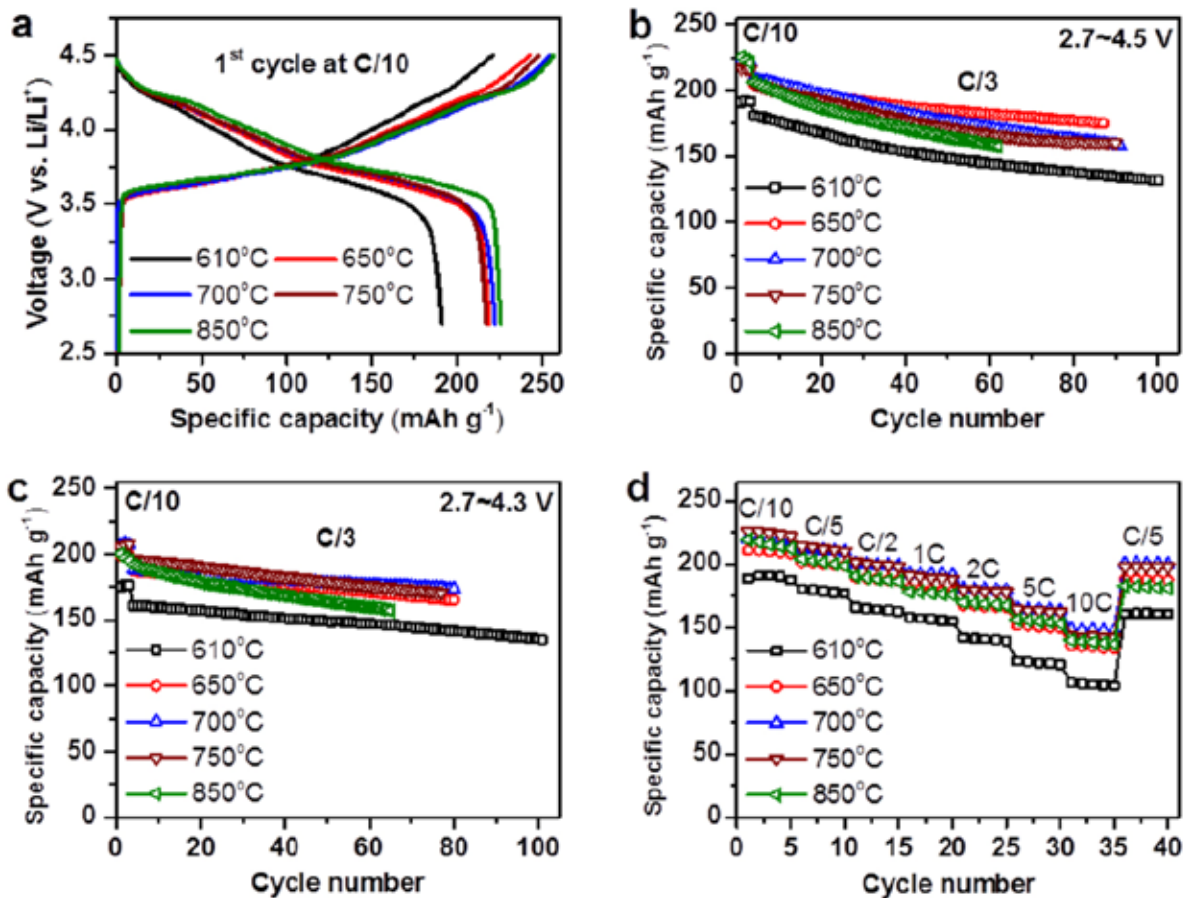 a
1st cycle at C/10
Voltage (V vs. Li/Li+)
4.5
4.0
3.5
3.0
2.5
610°C 650°C
700°C 750°C
850°C
0 50 100 150 200 250
Specific capacity (mAh g-1)
b
C/10
2.7~4.5 V
C/3
Specific capacity (mAh g-1)
250
200
150
100
50
0
610°C
650°C
700°C
750°C
850°C
0 20 40 60 80 100
Cycle number
c
C/10
2.7~4.3 V
C/3
Specific capacity (mAh g-1)
250
200
150
100
50
0
610°C
650°C
700°C
750°C
850°C
0 20 40 60 80 100
Cycle number
d
C/10
C/5
C/2
1C
2C
5C
10C
C/5
Specific capacity (mAh g-1)
250
200
150
100
50
0
610°C
650°C
700°C
750°C
850°C
0 5 10 15 20 25 30 35 40
Cycle number